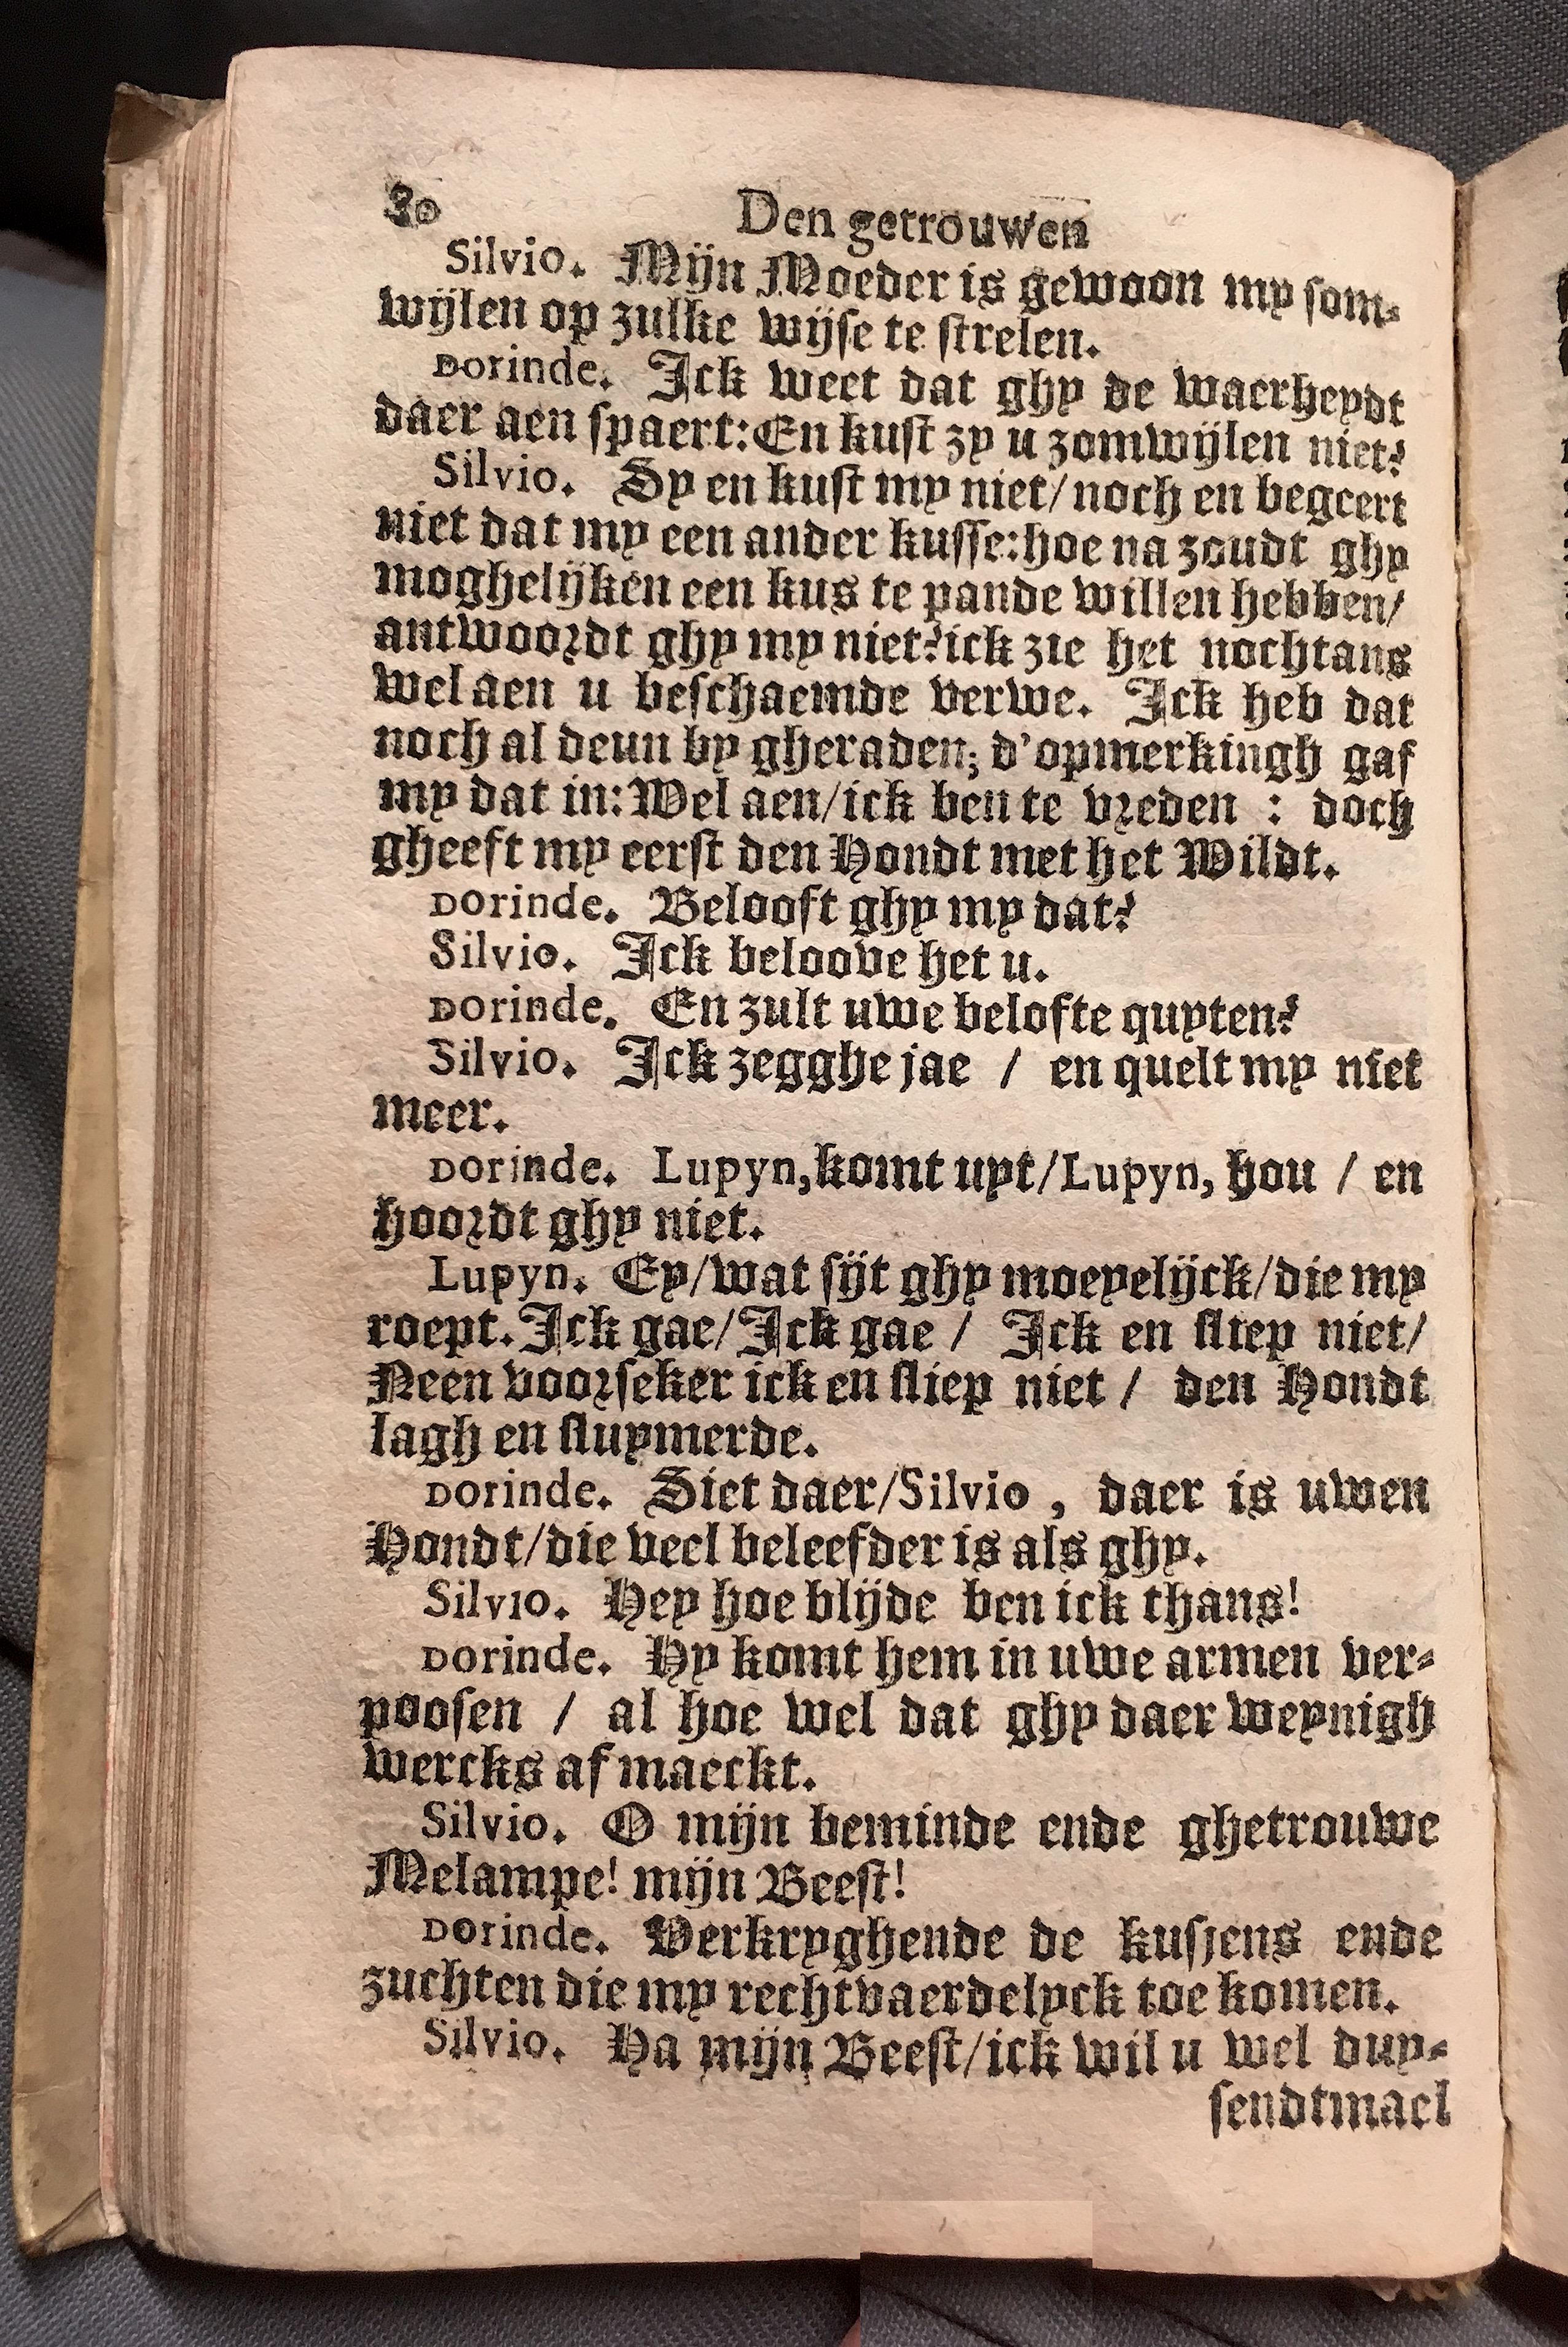 30 Den getrouwen
Silvio. Mijn Moeder is gewoon my som-
wijlen op zulke wijse te strelen.
Dorinde. Ick weet dat ghy de waerheydt
daer aen spaert: En kust zy u zomwijlen niet?
Silvio. Sy en kust my niet/ noch en begeert
niet dat my een ander kusse: hoe na zoudt ghy
moghelijken een kus te pande willen hebben/
antwoordt ghy my niet? ick zie het nochtans
wel aen u beschaemde verwe. Ick heb dat
noch al deun by gheraden; d'opmerkingh gaf
my dat in: Wel aen/ ick ben te vreden : doch
gheeft my eerst den Hondt met het Wildt.
Dorinde. Belooft ghy my dat?
Silvio. Ick beloove het u.
Dorinde. En zult uwe belofte quyten?
Silvio. Ick zegghe jae / en quelt my niet
meer.
Dorinde. Lupyn, komt uyt/ Lupyn, hou / en
hoordt ghy niet.
Lupyn. Ey/ wat sijt ghy moeyelijck/ die my
roept. Ick gae/ Ick gae / Ick en sliep niet/
Neen voorseker ick en sliep niet / den Hondt
lagh en sluymerde.
Dorinde. Siet daer/ Silvio , daer is uwen
Hondt/ die veel beleefder is als ghy.
Silvio. Hey hoe blijde ben ick thans!
Dorinde. Hy komt hem in uwe armen ver-
poosen / al hoe wel dat ghy daer weynigh
wercks af maeckt.
Silvio. O mijn beminde ende ghetrouwe
Melampe! mijn Beest!
Dorinde. Verkryghende de kusjens ende
zuchten die my rechtvaerdelyck toe komen.
Silvio. Ha mijn Beest/ ick wil u wel duy-
sendtmael